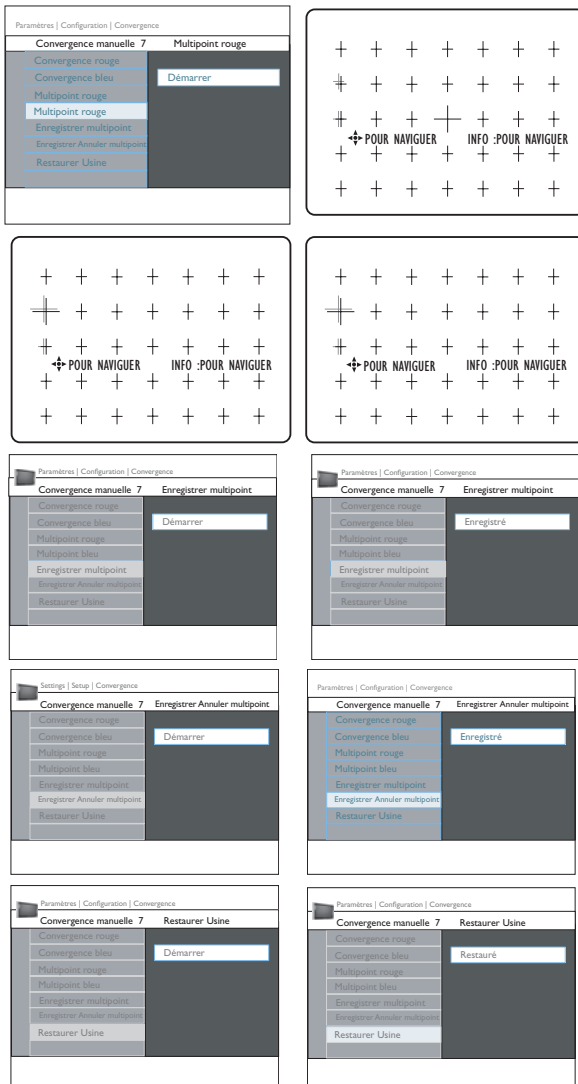 Paramètres | Configuration | Convergence
Convergence manuelle 7 Multipoint rouge
Convergence rouge
Convergence bleu Démarrer
Multipoint rouge
Multipoint rouge
Enregistrer multipoint
Enregistrer Annuler multipoint
Restaurer Usine
POUR NAVIGUER INFO :POUR NAVIGUER
POUR NAVIGUER INFO :POUR NAVIGUER
POUR NAVIGUER INFO :POUR NAVIGUER
Paramètres | Configuration | Convergence
Convergence manuelle 7 Enregistrer multipoint
Convergence rouge
Convergence bleu Démarrer
Multipoint rouge
Multipoint bleu
Enregistrer multipoint
Enregistrer Annuler multipoint
Restaurer Usine
Paramètres | Configuration | Convergence
Convergence manuelle 7 Enregistrer multipoint
Convergence rouge
Convergence bleu Enregistré
Multipoint rouge
Multipoint bleu
Enregistrer multipoint
Enregistrer Annuler multipoint
Restaurer Usine
Settings | Setup | Convergence
Convergence manuelle 7 Enregistrer Annuler multipoint
Convergence rouge
Convergence bleu Démarrer
Multipoint rouge
Multipoint bleu
Enregistrer multipoint
Enregistrer Annuler multipoint
Restaurer Usine
Paramètres | Configuration | Convergence
Convergence manuelle 7 Enregistrer Annuler multipoint
Convergence rouge
Convergence bleu Enregistré
Multipoint rouge
Multipoint bleu
Enregistrer multipoint
Enregistrer Annuler multipoint
Restaurer Usine
Paramètres | Configuration | Convergence
Convergence manuelle 7 Restaurer Usine
Convergence rouge
Convergence bleu Démarrer
Multipoint rouge
Multipoint bleu
Enregistrer multipoint
Enregistrer Annuler multipoint
Restaurer Usine
Paramètres | Configuration | Convergence
Convergence manuelle 7 Restaurer Usine
Convergence rouge
Convergence bleu Restauré
Multipoint rouge
Multipoint bleu
Enregistrer multipoint
Enregistrer Annuler multipoint
Restaurer Usine